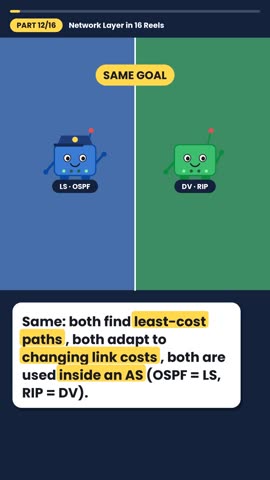 PART 12/16 Network Layer in 16 Reels
SAME GOAL
LS · OSPF
DV · RIP
Same: both find least-cost
paths , both adapt to
changing link costs , both are
used inside an AS (OSPF = LS,
RIP = DV).